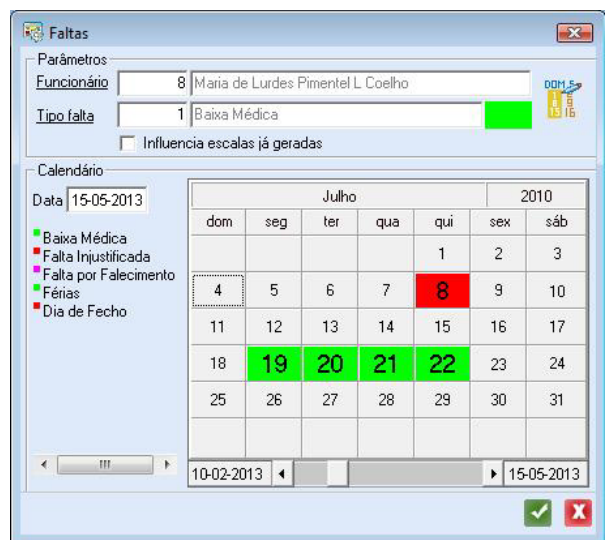 Faltas
Parâmetros
Funcionário 8 Maria de Lurdes Pimentel L Coelho
Tipo falta 1 Baixa Médica
Influencia escalas já geradas
Calendário
Data 15-05-2013
Baixa Médica
Falta Injustificada
Falta por Falecimento
Férias
Dia de Fecho
Julho 2010
dom seg ter qua qui sex sáb
1 2 3
4 5 6 7 8 9 10
11 12 13 14 15 16 17
18 19 20 21 22 23 24
25 26 27 28 29 30 31
10-02-2013 15-05-2013